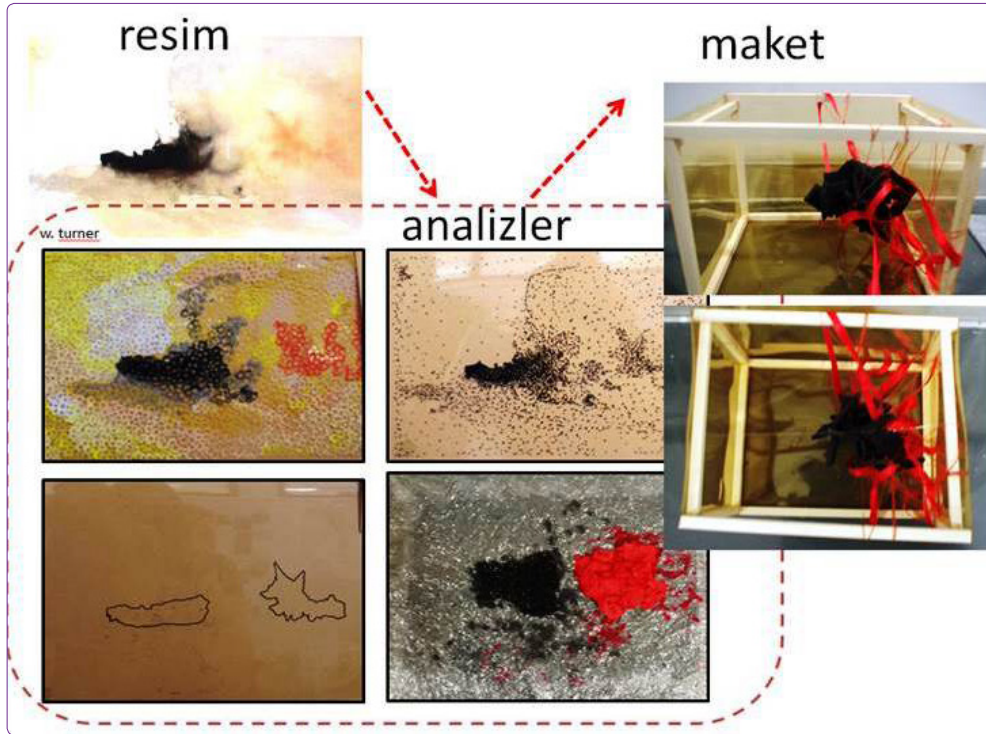 resim
maket
analizler
w. turner